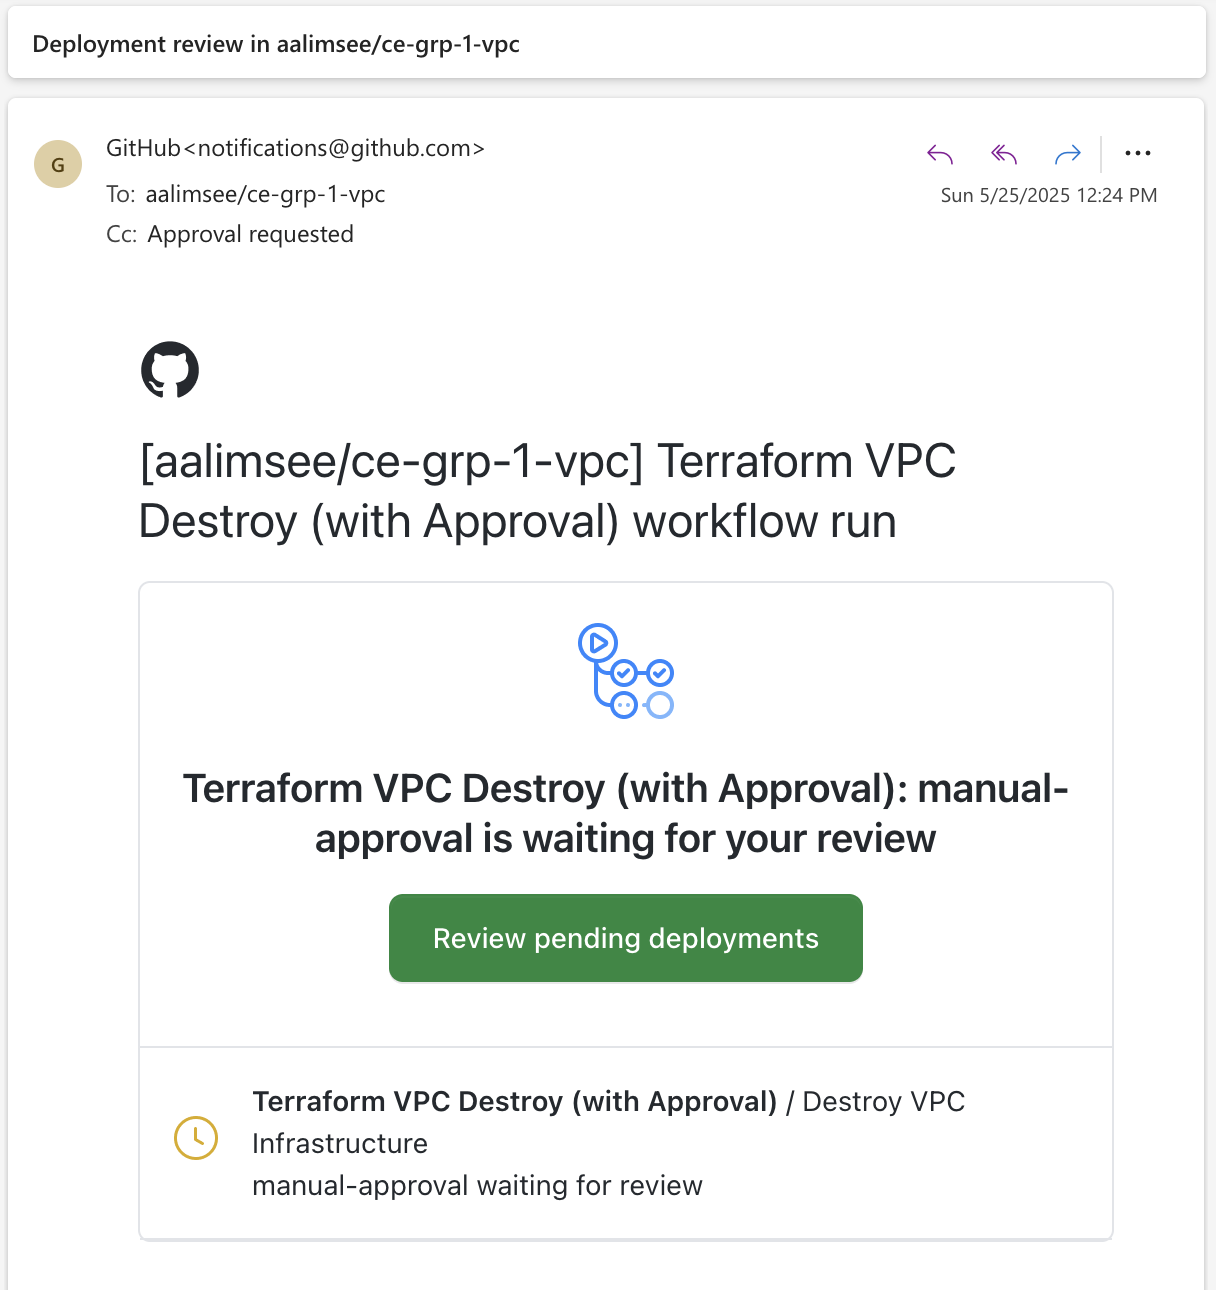 Deployment review in aalimsee/ce-grp-1-vpc
G
GitHub<notifications@github.com>
To: aalimsee/ce-grp-1-vpc
Sun 5/25/2025 12:24 PM
Cc: Approval requested
[aalimsee/ce-grp-1-vpc] Terraform VPC
Destroy (with Approval) workflow run
Terraform VPC Destroy (with Approval): manual-
approval is waiting for your review
Review pending deployments
Terraform VPC Destroy (with Approval) / Destroy VPC
Infrastructure
manual-approval waiting for review